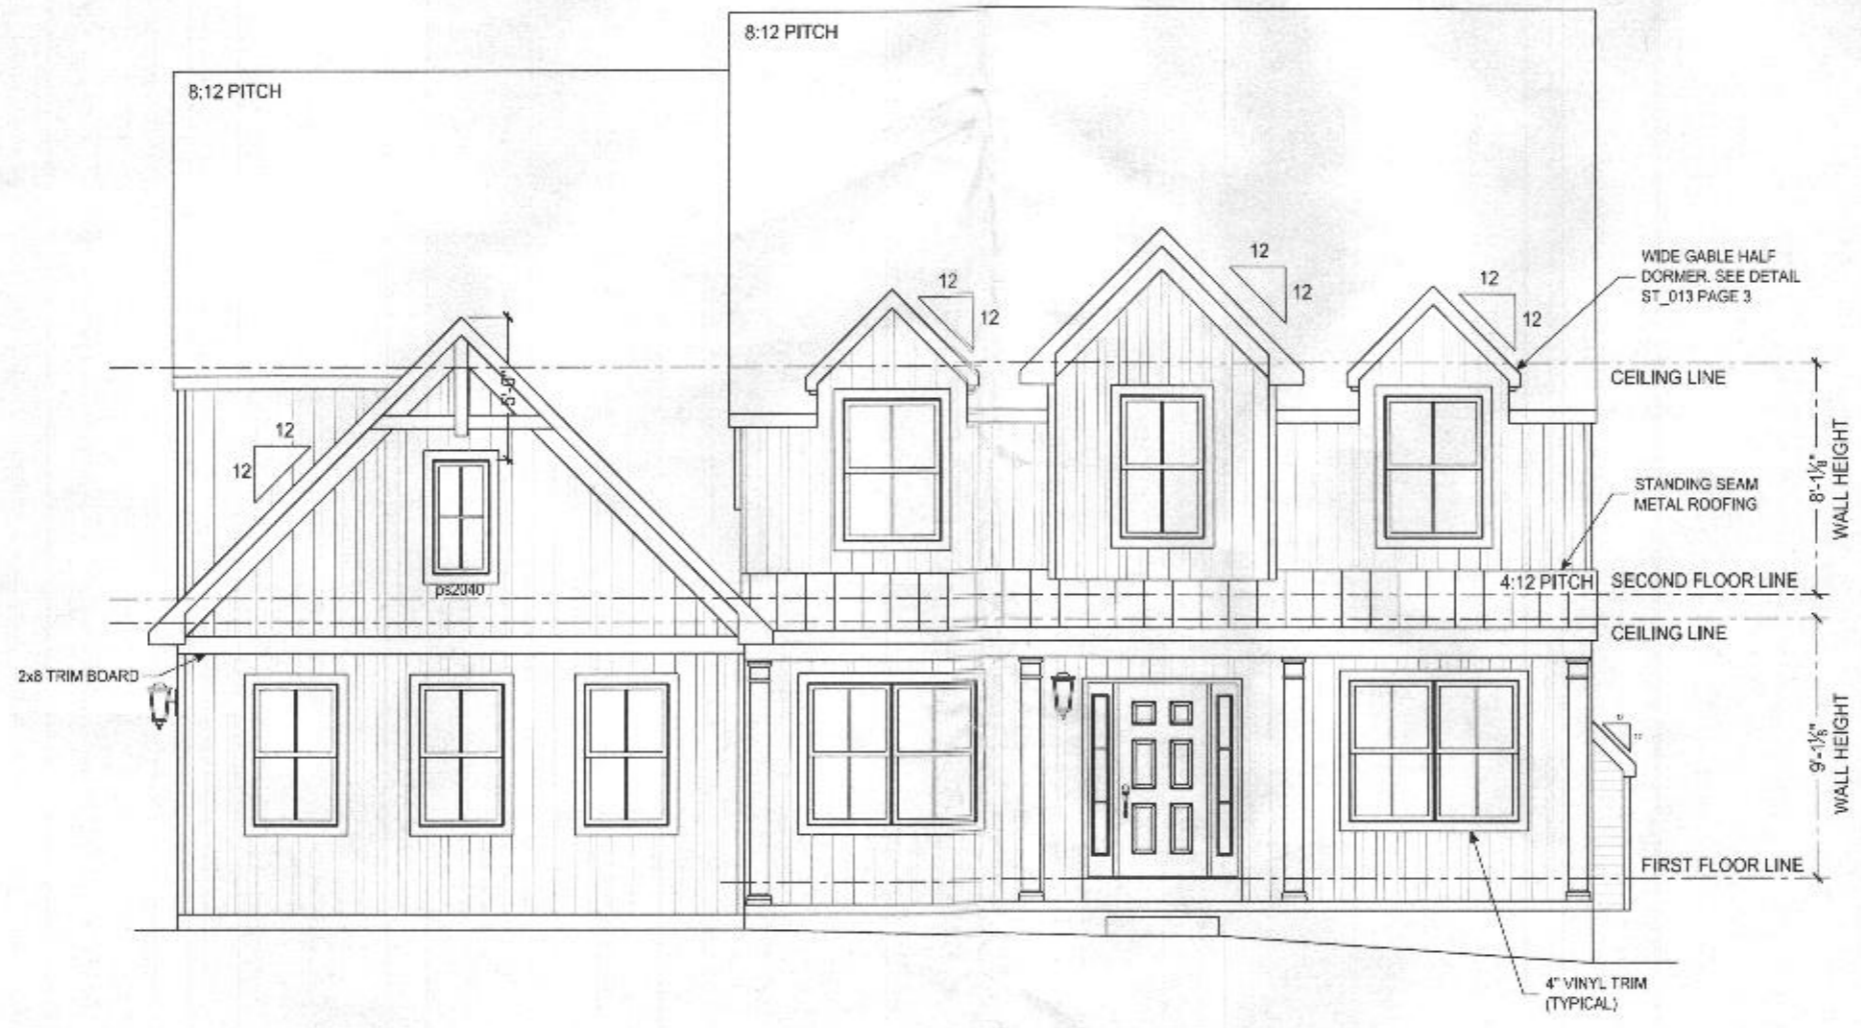 8:12 PITCH
8:12 PITCH
12
12
12
12
12
12
WIDE GABLE HALF
DORMER. SEE DETAIL
ST_013 PAGE 3
CEILING LINE
5'-0"
12
12
8'-1⅛"
WALL HEIGHT
STANDING SEAM
METAL ROOFING
ps2040
4:12 PITCH
SECOND FLOOR LINE
CEILING LINE
2x8 TRIM BOARD
9'-1⅛"
WALL HEIGHT
FIRST FLOOR LINE
4" VINYL TRIM
(TYPICAL)